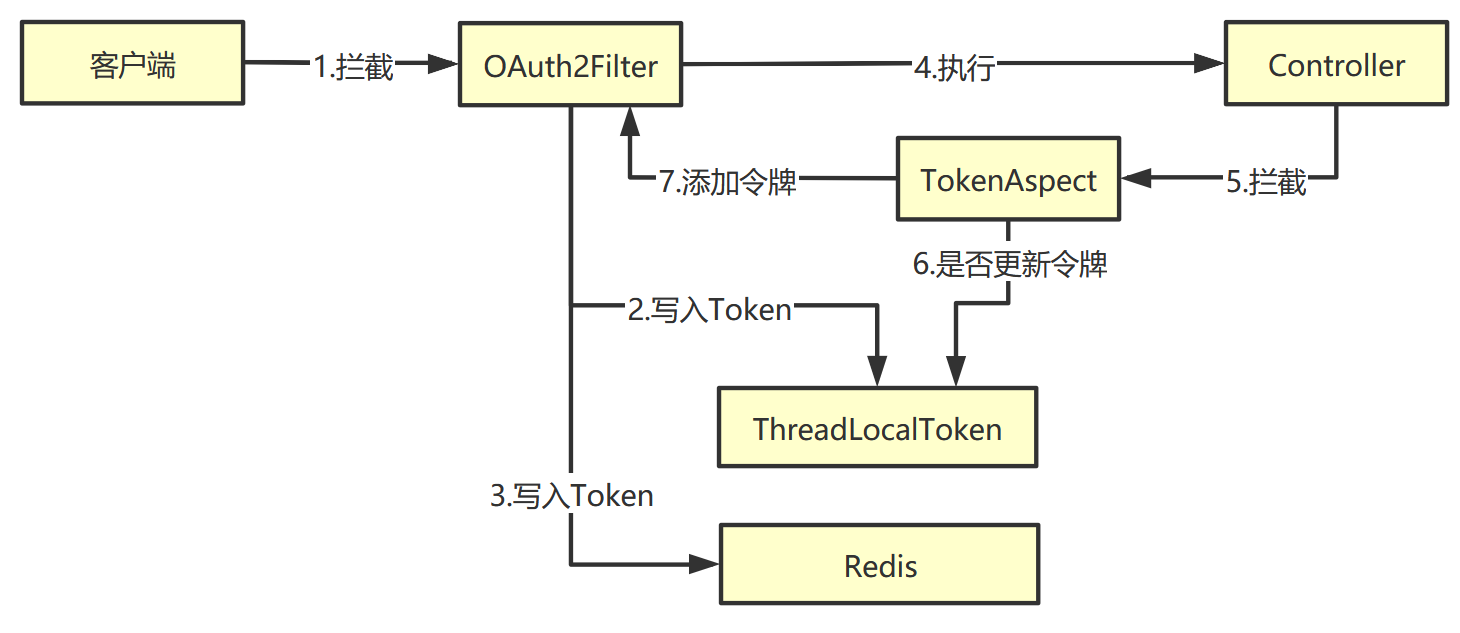 客户端
1.拦截
OAuth2Filter
4.执行
Controller
7.添加令牌
TokenAspect
5.拦截
6.是否更新令牌
2.写入Token
ThreadLocalToken
3.写入Token
Redis